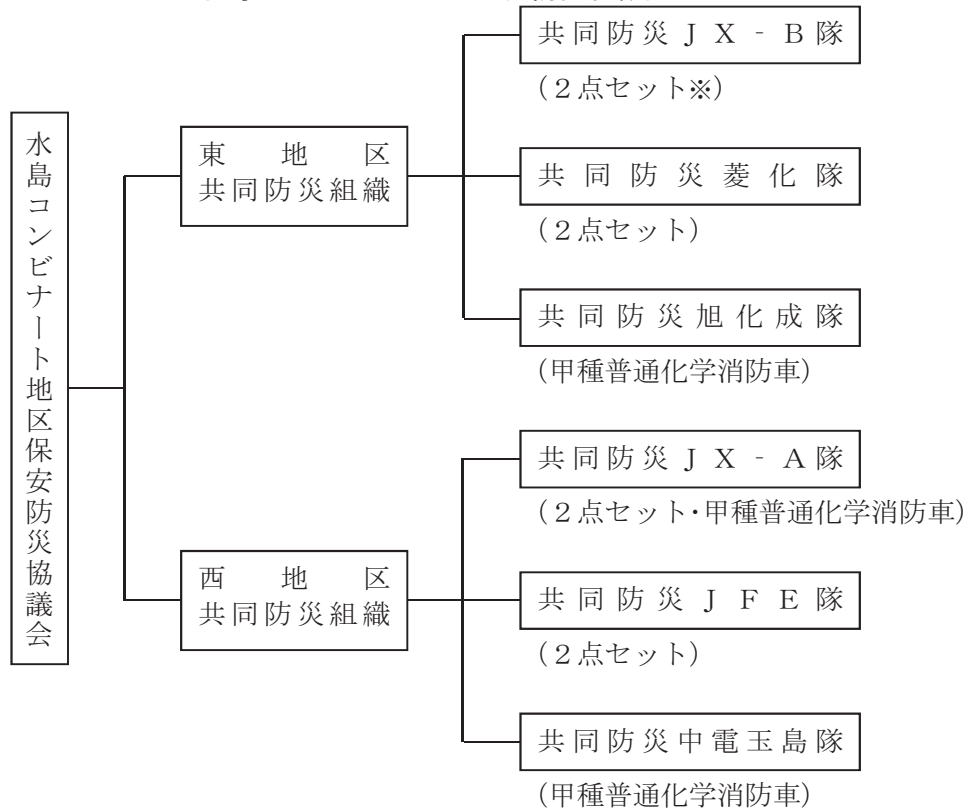 水島コンビナート地区保安防災協議会
東地区
共同防災組織
共同防災JX‐B隊
(2点セット※)
共同防災菱化隊
(2点セット)
共同防災旭化成隊
(甲種普通化学消防車)
西地区
共同防災組織
共同防災JX‐A隊
(2点セット・甲種普通化学消防車)
共同防災JFE隊
(2点セット)
共同防災中電玉島隊
(甲種普通化学消防車)